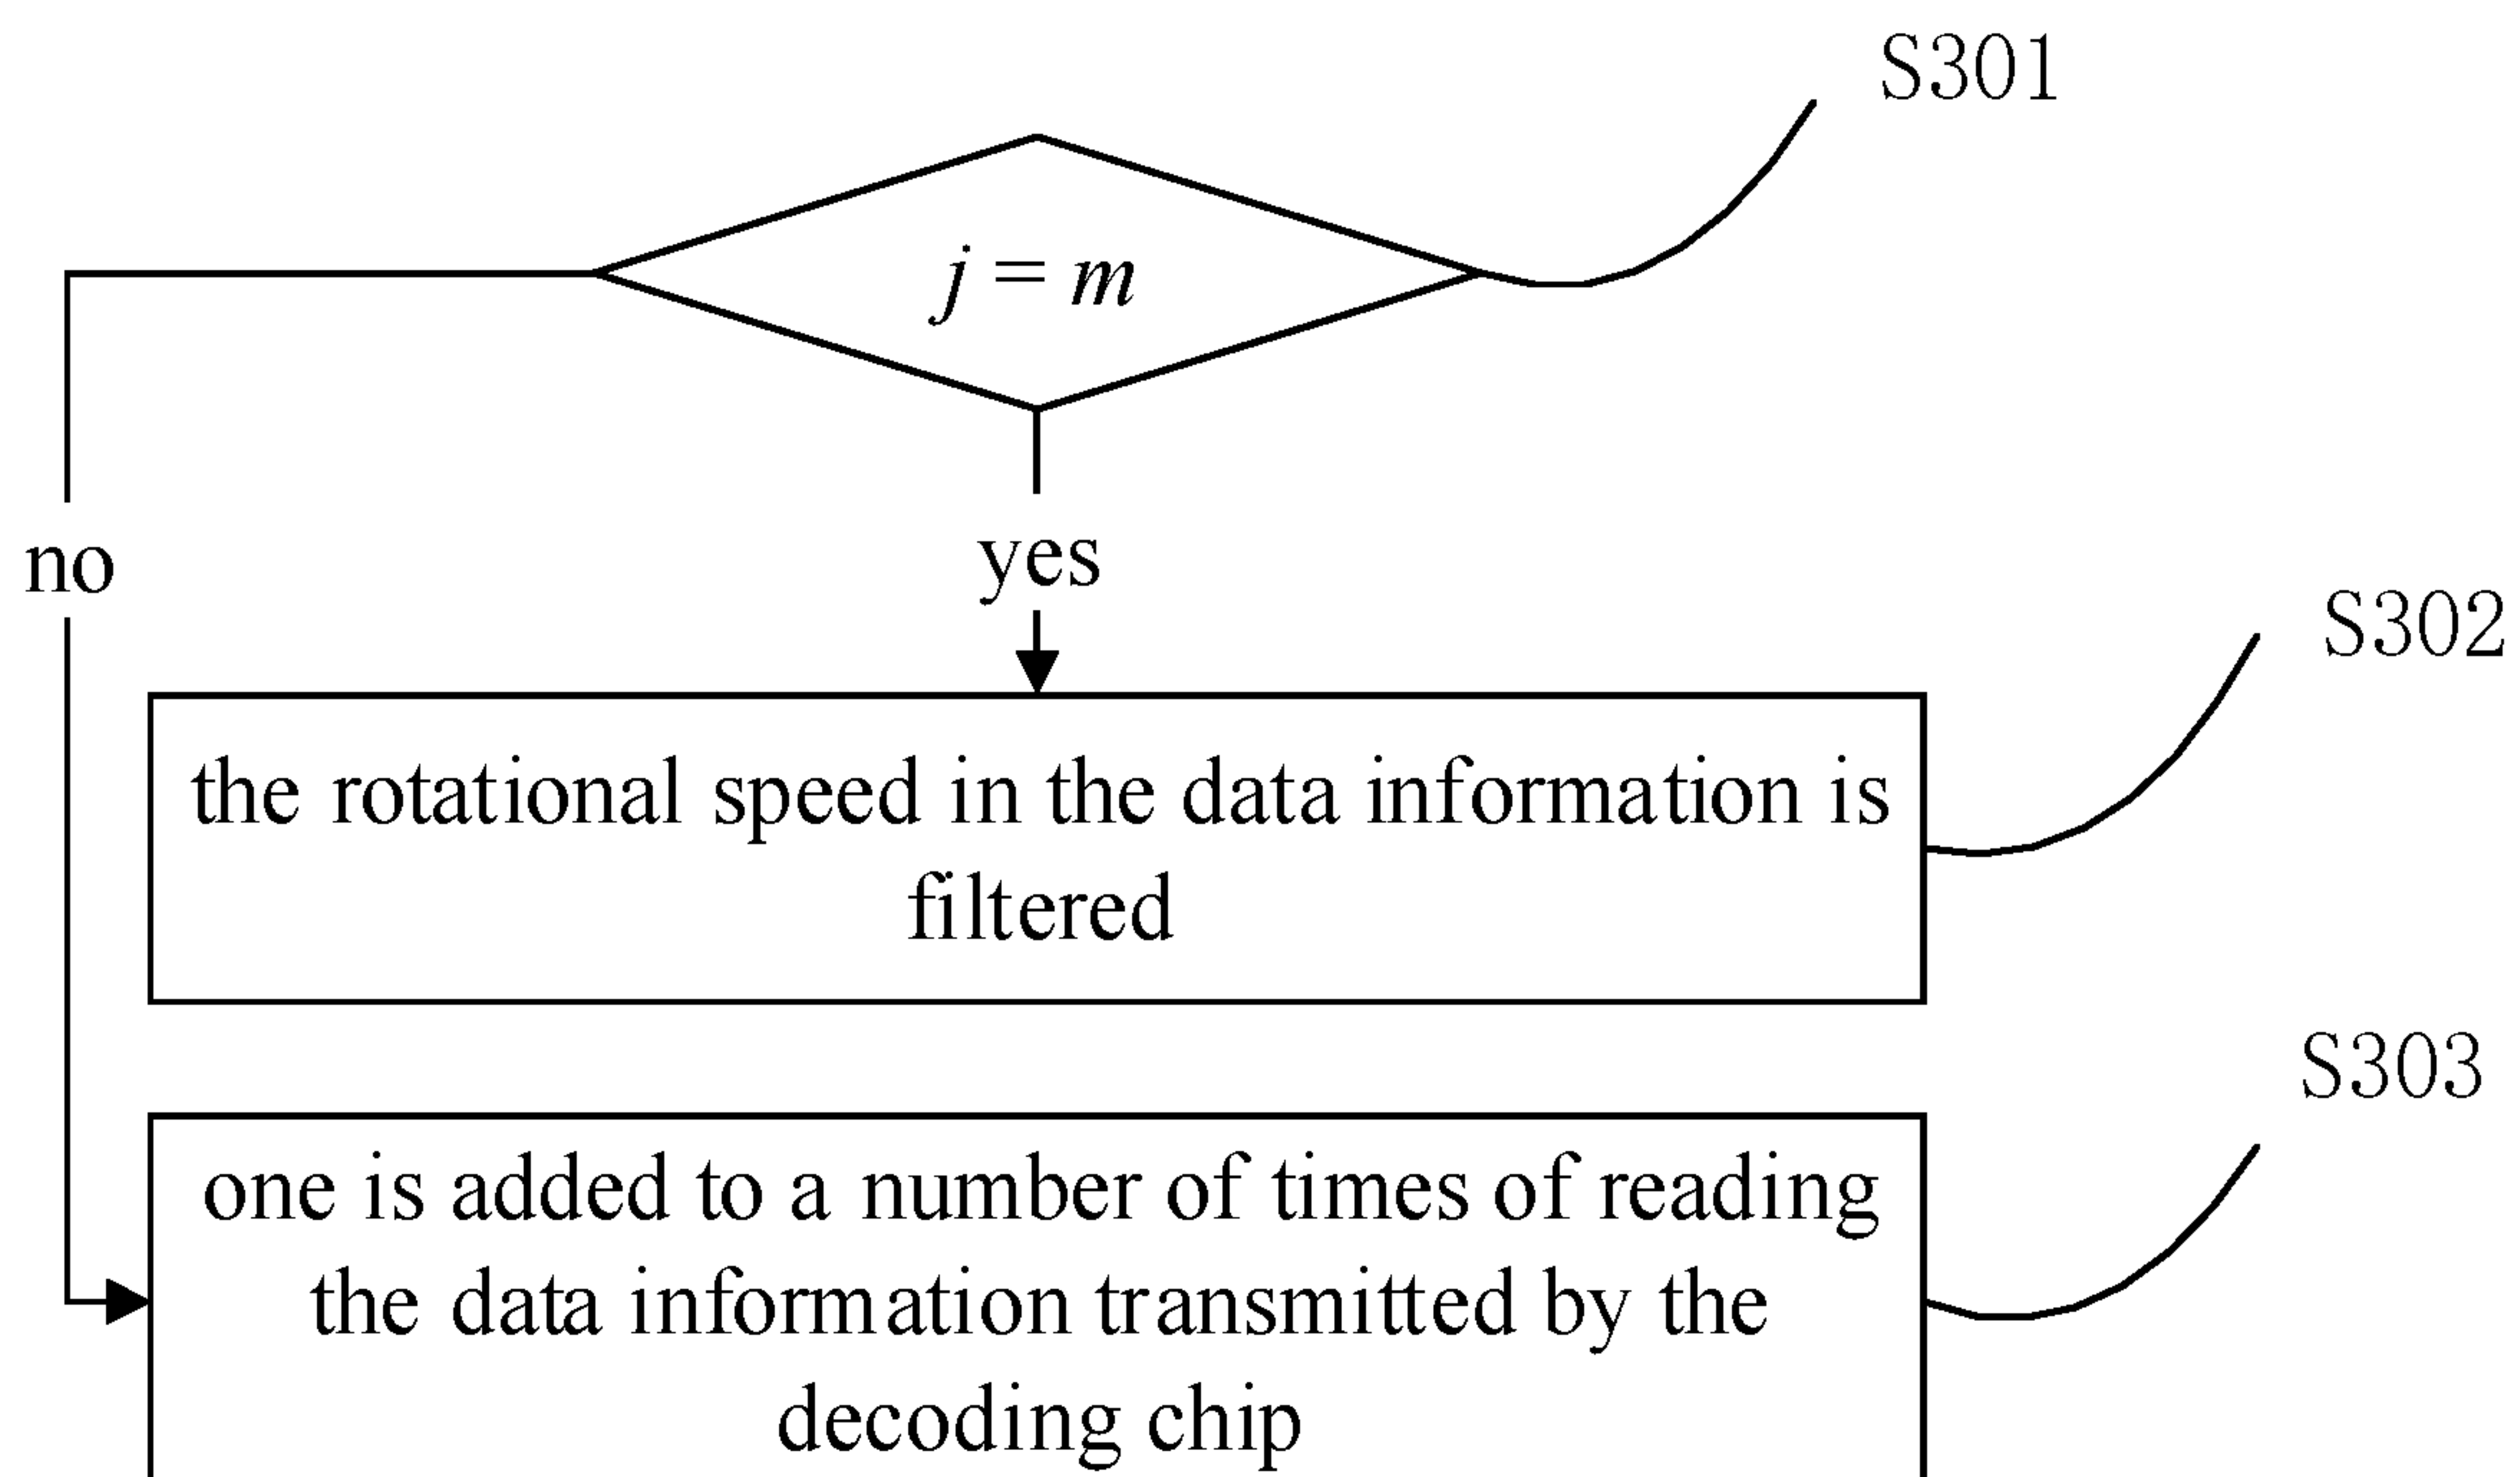 S301
j = m
no
yes
S302
the rotational speed in the data information is
filtered
S303
one is added to a number of times of reading
the data information transmitted by the
decoding chip